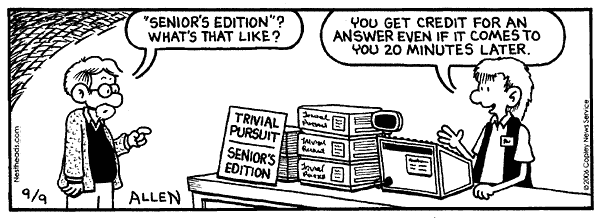 "SENIOR'S EDITION"?
WHAT'S THAT LIKE?
YOU GET CREDIT FOR AN
ANSWER EVEN IF IT COMES TO
YOU 20 MINUTES LATER.
TRIVIAL
PURSUIT
SENIOR'S
EDITION
Trivial
Pursuit
Trivial
Pursuit
Trivial
Pursuit
Nestheads.com
9/9
ALLEN
©2006 Copley News Service